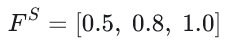 F^S = [0.5, 0.8, 1.0]